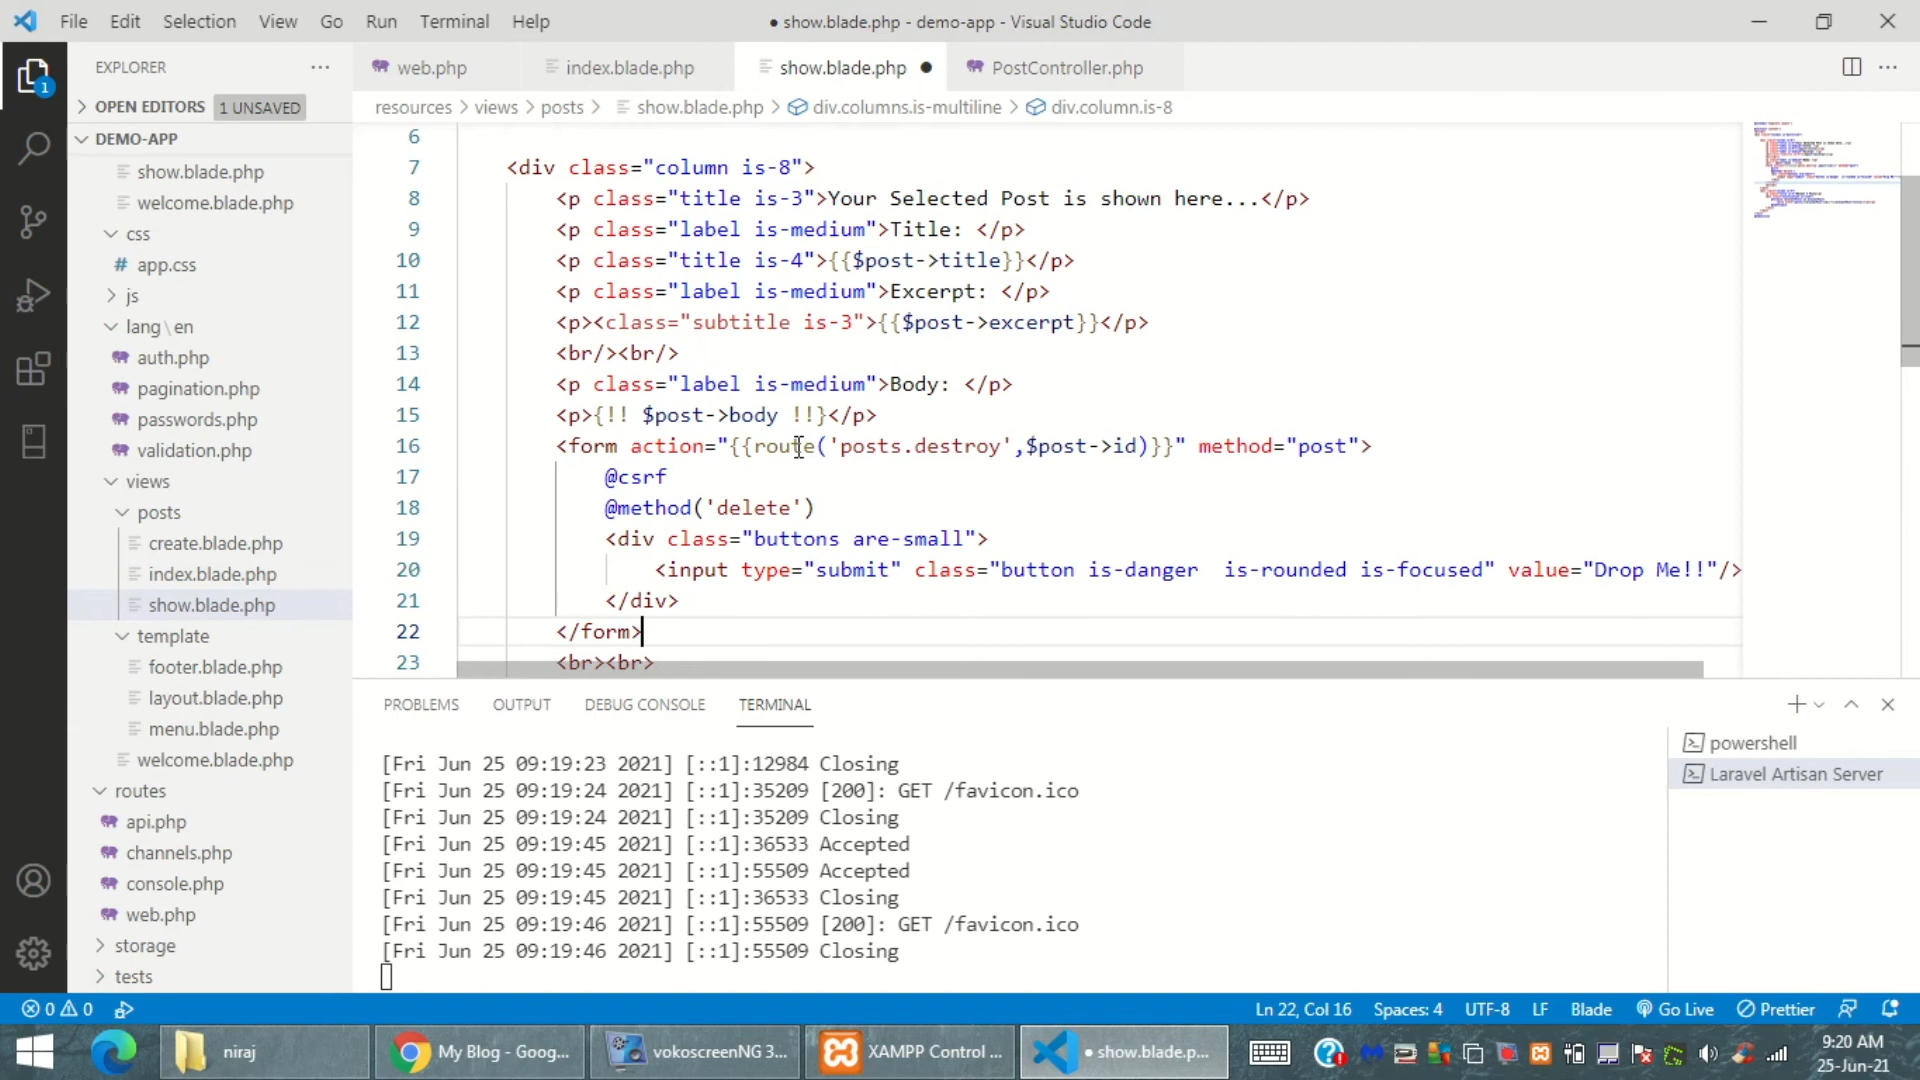 File Edit Selection View Go Run Terminal Help
● show.blade.php - demo-app - Visual Studio Code
EXPLORER
web.php
index.blade.php
show.blade.php
PostController.php
OPEN EDITORS 1 UNSAVED
resources > views > posts > show.blade.php > div.columns.is-multiline > div.column.is-8
DEMO-APP
show.blade.php
welcome.blade.php
css
# app.css
js
lang\en
auth.php
pagination.php
passwords.php
validation.php
views
posts
create.blade.php
index.blade.php
show.blade.php
template
footer.blade.php
layout.blade.php
menu.blade.php
welcome.blade.php
routes
api.php
channels.php
console.php
web.php
storage
tests
1
6
7 <div class="column is-8">
8 <p class="title is-3">Your Selected Post is shown here...</p>
9 <p class="label is-medium">Title: </p>
10 <p class="title is-4">{{$post->title}}</p>
11 <p class="label is-medium">Excerpt: </p>
12 <p><class="subtitle is-3">{{$post->excerpt}}</p>
13 <br/><br/>
14 <p class="label is-medium">Body: </p>
15 <p>{!! $post->body !!}</p>
16 <form action="{{route('posts.destroy',$post->id)}}" method="post">
17 @csrf
18 @method('delete')
19 <div class="buttons are-small">
20 <input type="submit" class="button is-danger  is-rounded is-focused" value="Drop Me!!"/>
21 </div>
22 </form>
23 <br><br>
PROBLEMS OUTPUT DEBUG CONSOLE TERMINAL
[Fri Jun 25 09:19:23 2021] [::1]:12984 Closing
[Fri Jun 25 09:19:24 2021] [::1]:35209 [200]: GET /favicon.ico
[Fri Jun 25 09:19:24 2021] [::1]:35209 Closing
[Fri Jun 25 09:19:45 2021] [::1]:36533 Accepted
[Fri Jun 25 09:19:45 2021] [::1]:55509 Accepted
[Fri Jun 25 09:19:45 2021] [::1]:36533 Closing
[Fri Jun 25 09:19:46 2021] [::1]:55509 [200]: GET /favicon.ico
[Fri Jun 25 09:19:46 2021] [::1]:55509 Closing
powershell
Laravel Artisan Server
0 0
Ln 22, Col 16 Spaces: 4 UTF-8 LF Blade Go Live Prettier
niraj
My Blog - Goog...
vokoscreenNG 3...
XAMPP Control ...
● show.blade.p...
9:20 AM
25-Jun-21